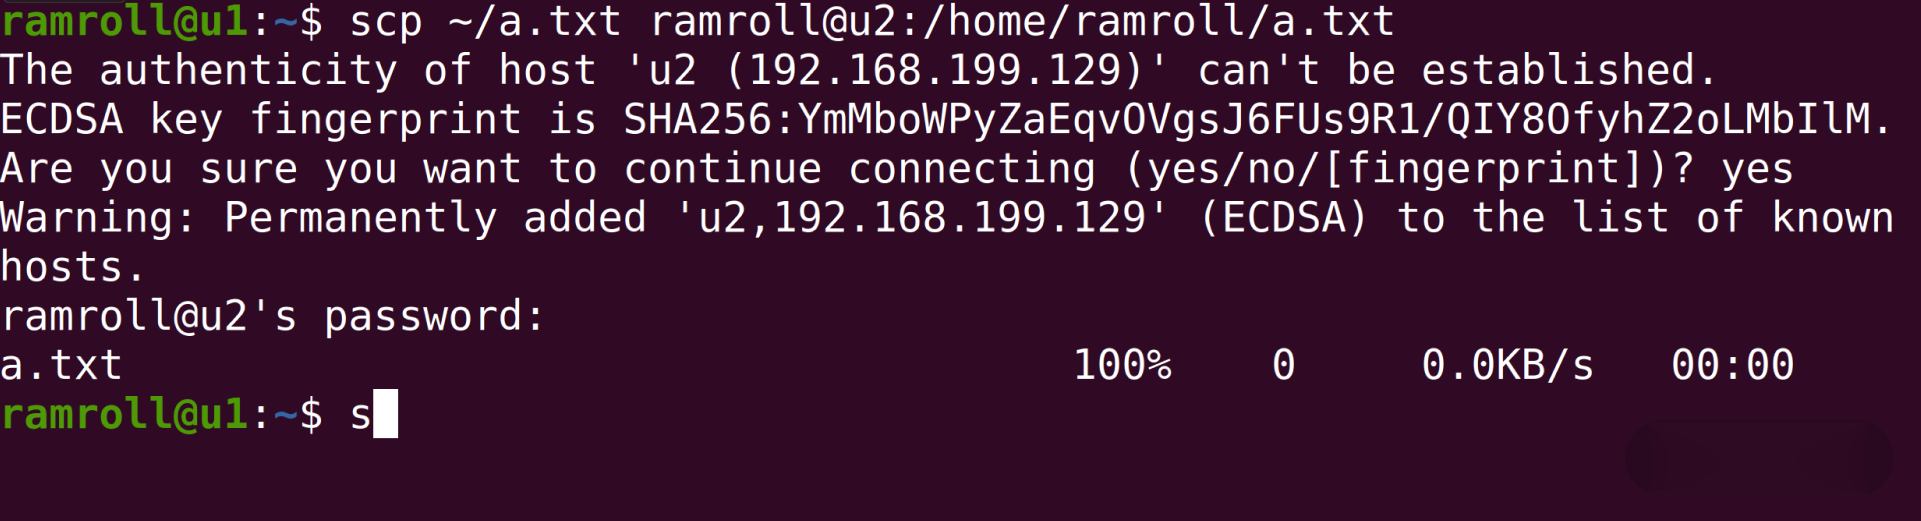 ramroll@u1:~$ scp ~/a.txt ramroll@u2:/home/ramroll/a.txt
The authenticity of host 'u2 (192.168.199.129)' can't be established.
ECDSA key fingerprint is SHA256:YmMboWPyZaEqvOVgsJ6FUs9R1/QIY8OfyhZ2oLMbIlM.
Are you sure you want to continue connecting (yes/no/[fingerprint])? yes
Warning: Permanently added 'u2,192.168.199.129' (ECDSA) to the list of known
hosts.
ramroll@u2's password:
a.txt 100% 0 0.0KB/s 00:00
ramroll@u1:~$ s